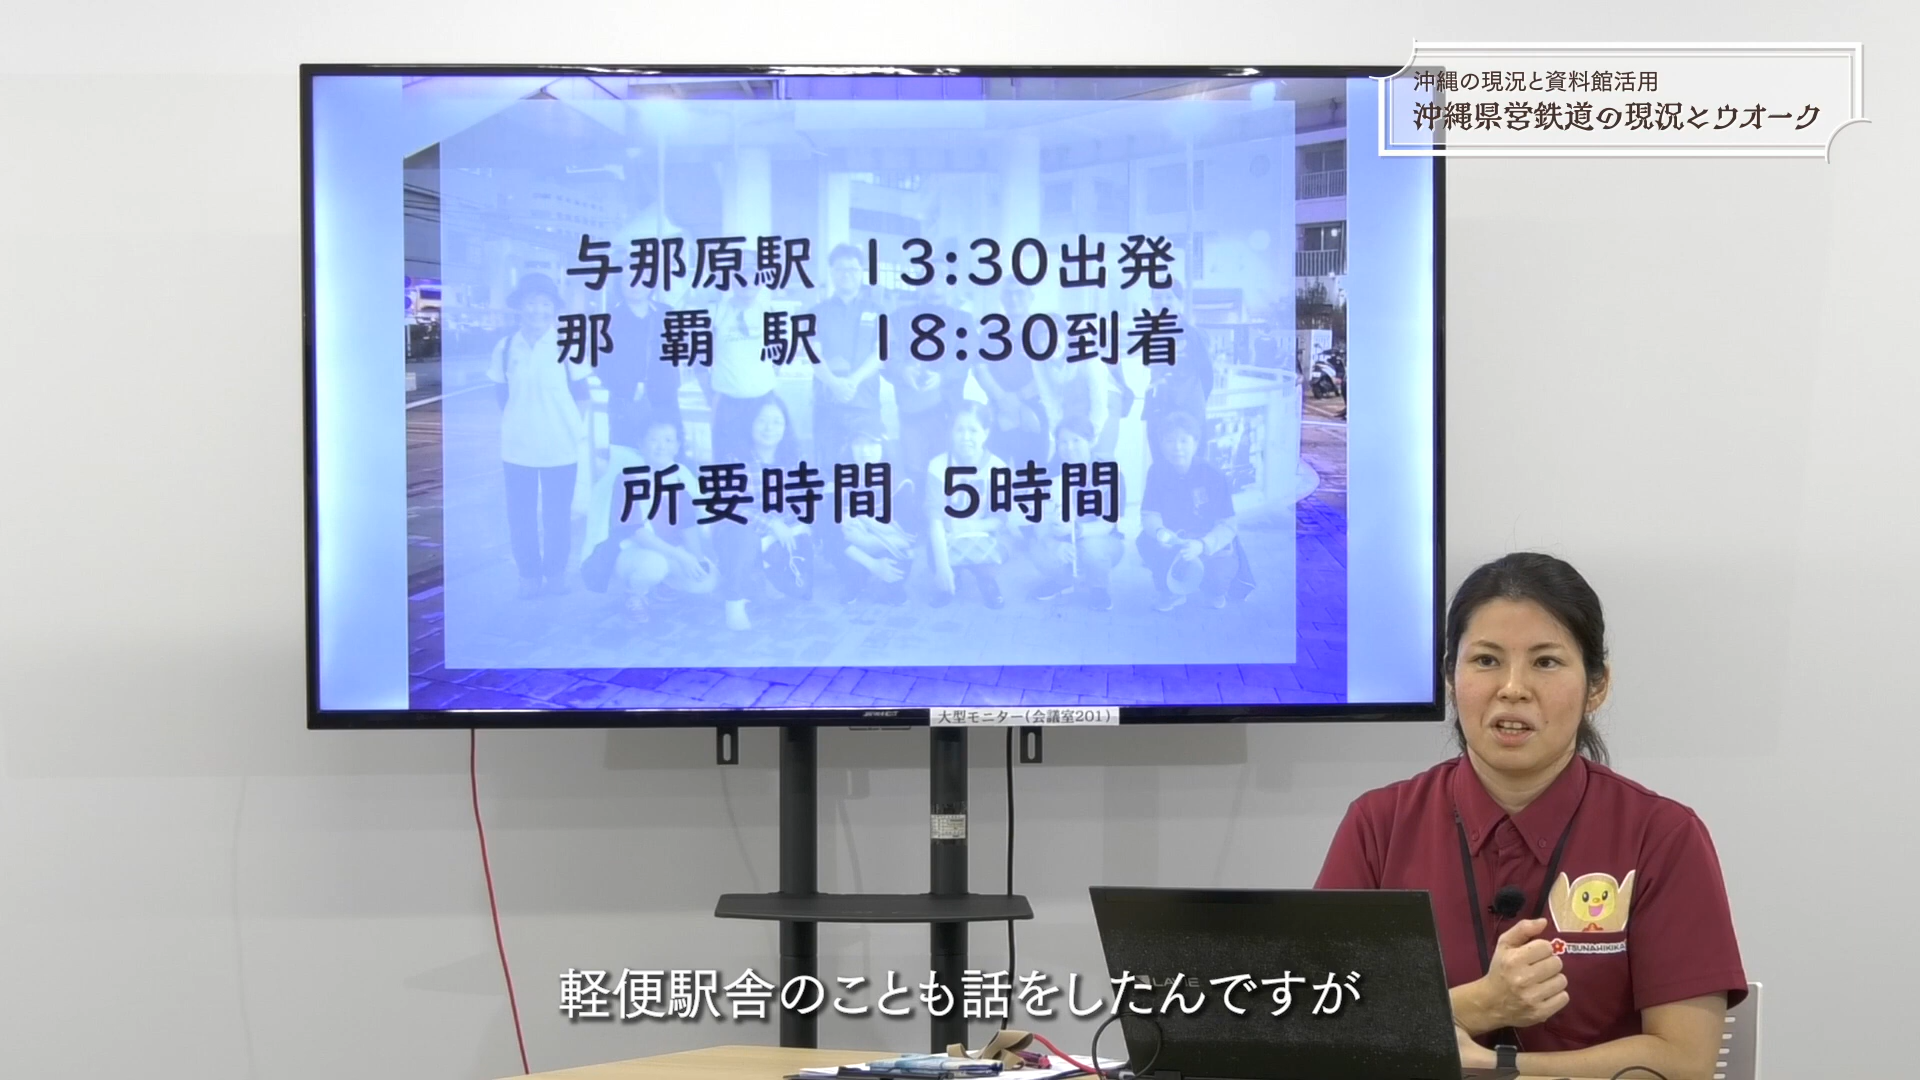 沖縄の現況と資料館活用
沖縄県営鉄道の現況とウオーク
与那原駅 13:30出発
那覇駅 18:30到着
所要時間 5時間
大型モニター(会議室201)
TSUNAHIKIKA
LAVIE
軽便駅舎のことも話をしたんですが